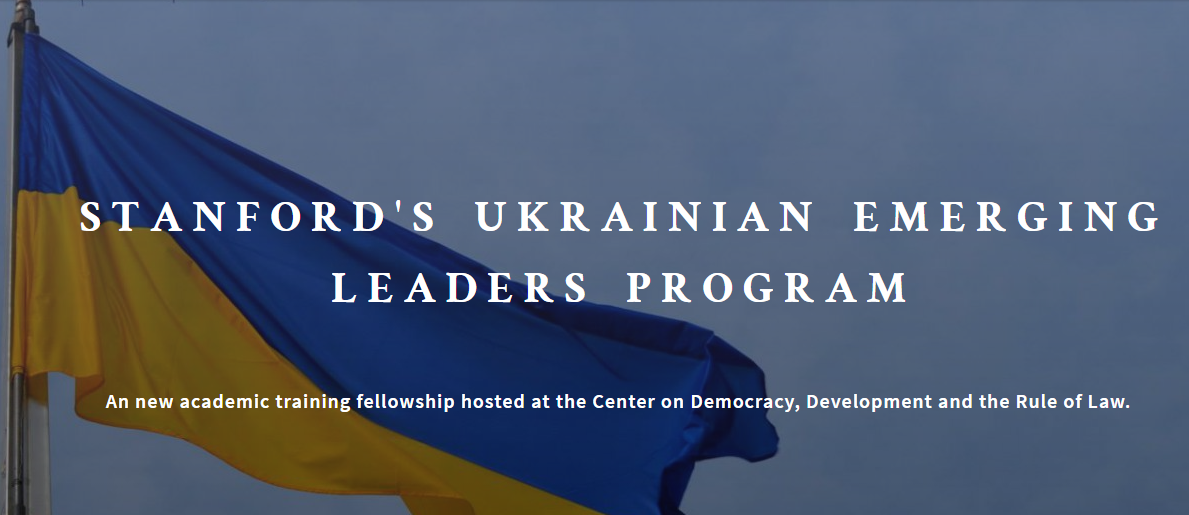 STANFORD'S UKRAINIAN EMERGING
LEADERS PROGRAM
An new academic training fellowship hosted at the Center on Democracy, Development and the Rule of Law.